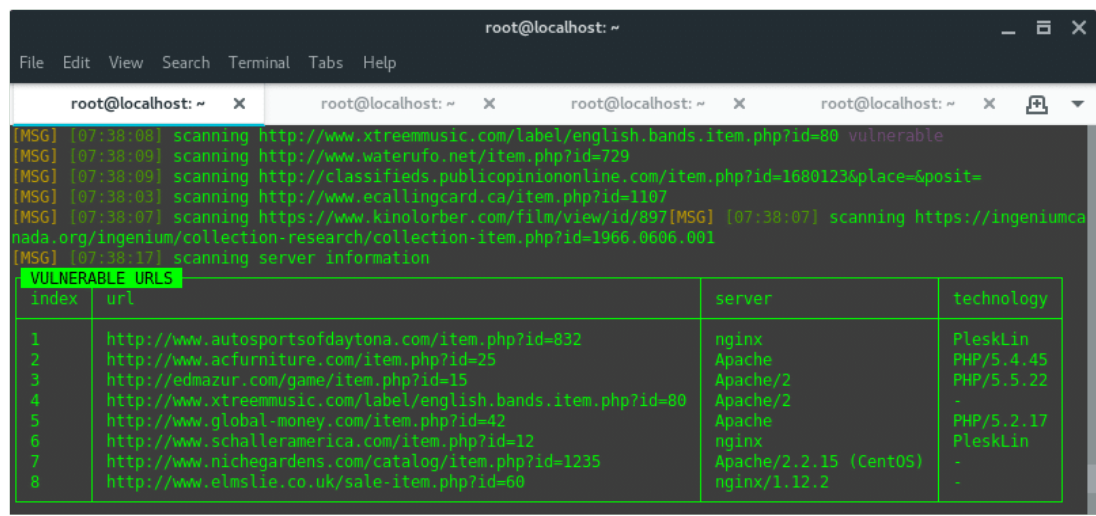 root@localhost: ~
File Edit View Search Terminal Tabs Help
root@localhost: ~ × root@localhost: ~ × root@localhost: ~ × root@localhost: ~ ×
[MSG] [07:38:08] scanning http://www.xtreemmusic.com/label/english.bands.item.php?id=80 vulnerable
[MSG] [07:38:09] scanning http://www.waterufo.net/item.php?id=729
[MSG] [07:38:09] scanning http://classifieds.publicopiniononline.com/item.php?id=1680123&place=&posit=
[MSG] [07:38:03] scanning http://www.ecallingcard.ca/item.php?id=1107
[MSG] [07:38:07] scanning https://www.kinolorber.com/film/view/id/897[MSG] [07:38:07] scanning https://ingeniumca
nada.org/ingenium/collection-research/collection-item.php?id=1966.0606.001
[MSG] [07:38:17] scanning server information
VULNERABLE URLS
index url server technology
1 http://www.autosportsofdaytona.com/item.php?id=832 nginx PleskLin
2 http://www.acfurniture.com/item.php?id=25 Apache PHP/5.4.45
3 http://edmazur.com/game/item.php?id=15 Apache/2 PHP/5.5.22
4 http://www.xtreemmusic.com/label/english.bands.item.php?id=80 Apache/2 -
5 http://www.global-money.com/item.php?id=42 Apache PHP/5.2.17
6 http://www.schalleramerica.com/item.php?id=12 nginx PleskLin
7 http://www.nichegardens.com/catalog/item.php?id=1235 Apache/2.2.15 (CentOS) -
8 http://www.elmslie.co.uk/sale-item.php?id=60 nginx/1.12.2 -